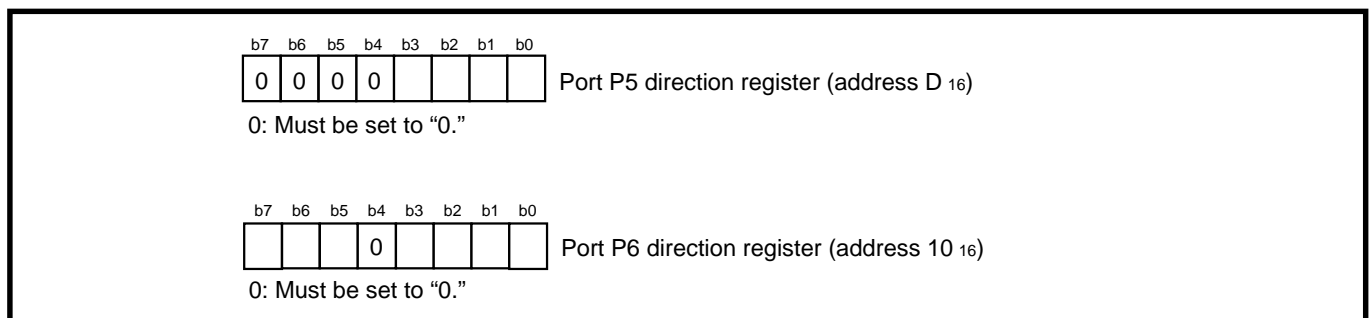 b7 b6 b5 b4 b3 b2 b1 b0
0 0 0 0 Port P5 direction register (address D 16)
0: Must be set to “0.”
b7 b6 b5 b4 b3 b2 b1 b0
0 Port P6 direction register (address 10 16)
0: Must be set to “0.”